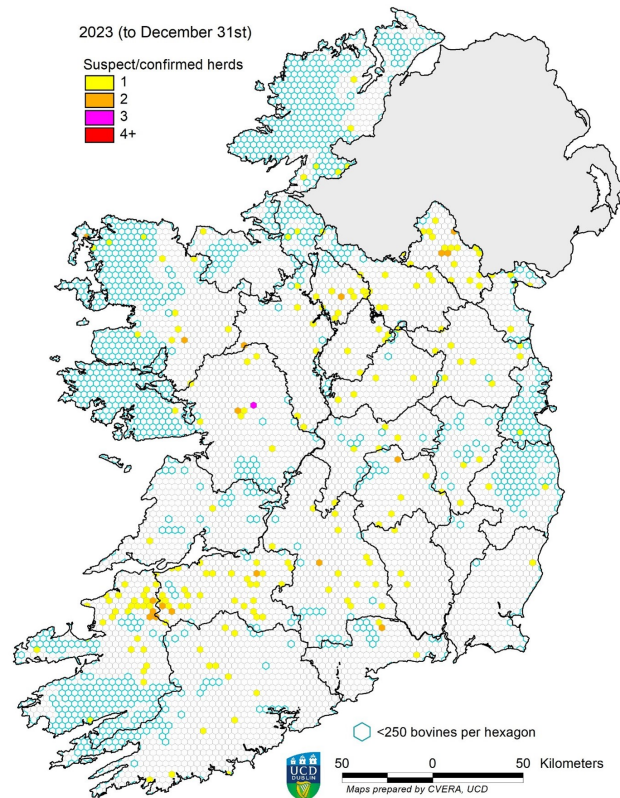 2023 (to December 31st)
Suspect/confirmed herds
1
2
3
4+
<250 bovines per hexagon
UCD
DUBLIN
50 0 50 Kilometers
Maps prepared by CVERA, UCD